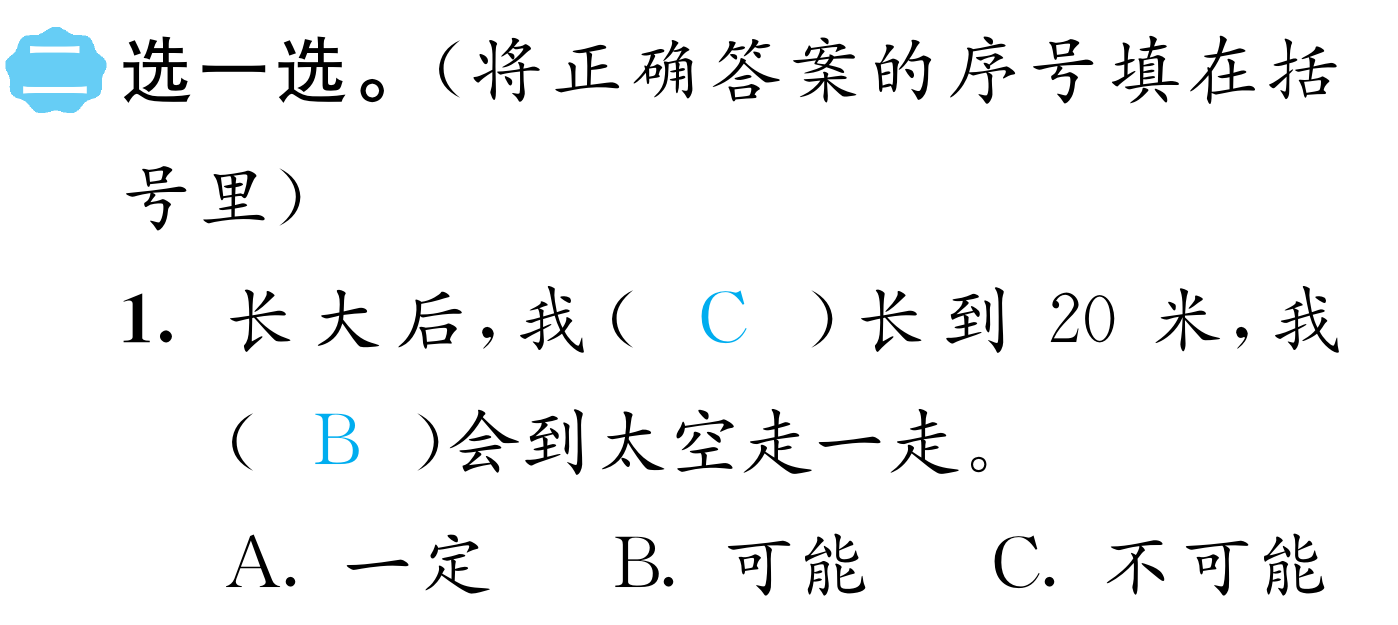 二 选一选。(将正确答案的序号填在括
号里)
1. 长大后,我( C )长到 20 米,我
( B )会到太空走一走。
A. 一定 B. 可能 C. 不可能